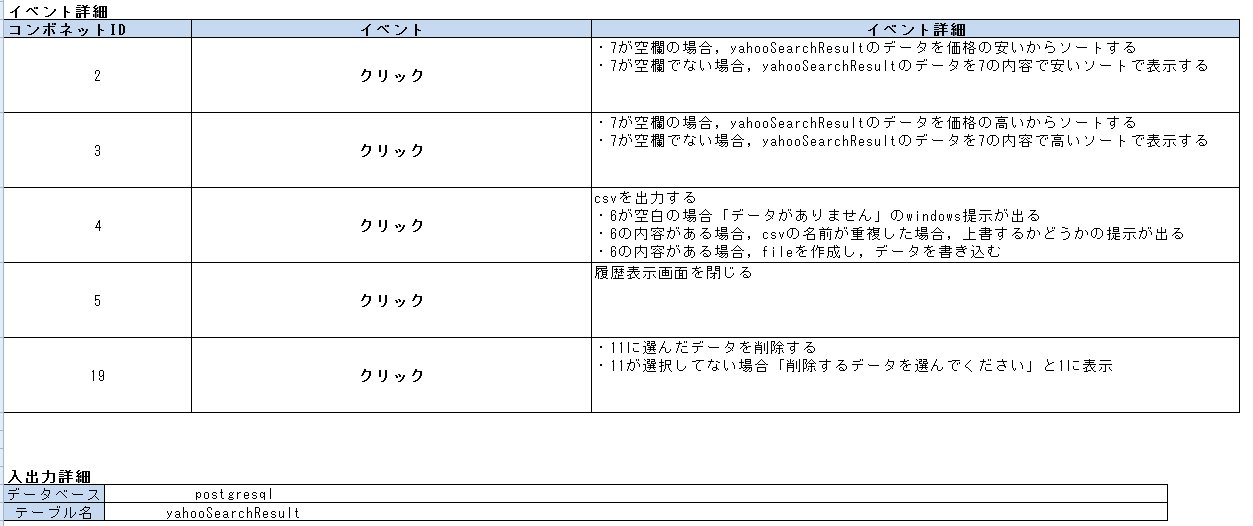 イベント詳細
コンポネットID イベント イベント詳細
2 クリック ・7が空欄の場合，yahooSearchResultのデータを価格の安いからソートする
・7が空欄でない場合，yahooSearchResultのデータを7の内容で安いソートで表示する
3 クリック ・7が空欄の場合，yahooSearchResultのデータを価格の高いからソートする
・7が空欄でない場合，yahooSearchResultのデータを7の内容で高いソートで表示する
4 クリック csvを出力する
・6が空白の場合「データがありません」のwindows提示が出る
・6の内容がある場合，csvの名前が重複した場合，上書するかどうかの提示が出る
・6の内容がある場合，fileを作成し，データを書き込む
5 クリック 履歴表示画面を閉じる
19 クリック ・11に選んだデータを削除する
・11が選択してない場合「削除するデータを選んでください」と1に表示
入出力詳細
データベース postgresql
テーブル名 yahooSearchResult